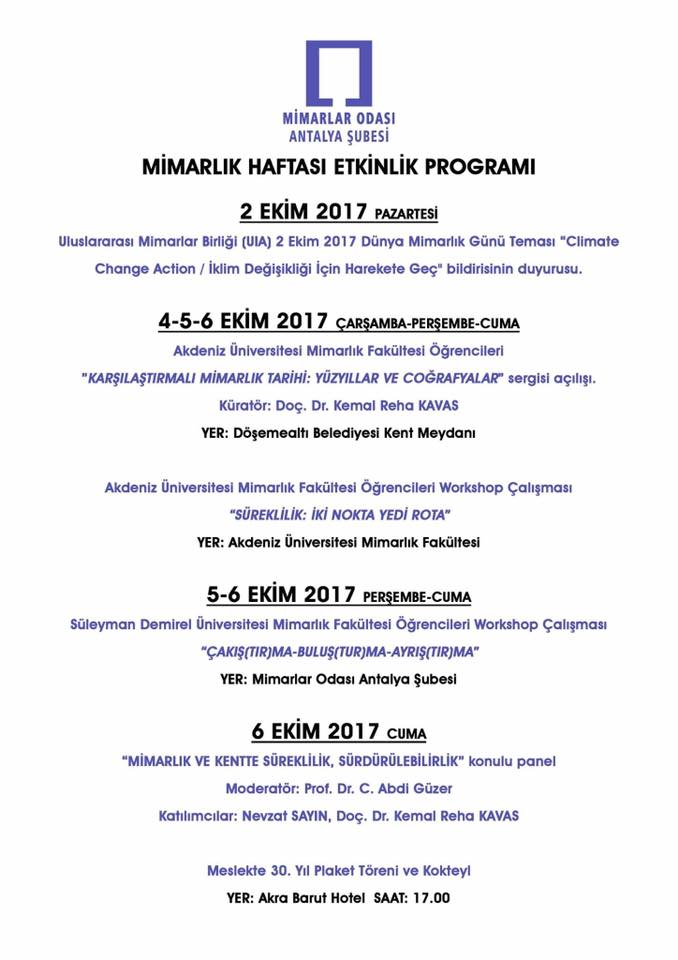 MİMARLAR ODASI
ANTALYA ŞUBESİ
MİMARLIK HAFTASI ETKİNLİK PROGRAMI
2 EKİM 2017 PAZARTESİ
Uluslararası Mimarlar Birliği (UIA) 2 Ekim 2017 Dünya Mimarlık Günü Teması "Climate
Change Action / İklim Değişikliği İçin Harekete Geç" bildirisinin duyurusu.
4-5-6 EKİM 2017 ÇARŞAMBA-PERŞEMBE-CUMA
Akdeniz Üniversitesi Mimarlık Fakültesi Öğrencileri
"KARŞILAŞTIRMALI MİMARLIK TARİHİ: YÜZYILLAR VE COĞRAFYALAR" sergisi açılışı.
Küratör: Doç. Dr. Kemal Reha KAVAS
YER: Döşemealtı Belediyesi Kent Meydanı
Akdeniz Üniversitesi Mimarlık Fakültesi Öğrencileri Workshop Çalışması
"SÜREKLİLİK: İKİ NOKTA YEDİ ROTA"
YER: Akdeniz Üniversitesi Mimarlık Fakültesi
5-6 EKİM 2017 PERŞEMBE-CUMA
Süleyman Demirel Üniversitesi Mimarlık Fakültesi Öğrencileri Workshop Çalışması
"ÇAKIŞ(TIR)MA-BULUŞ(TUR)MA-AYRIŞ(TIR)MA"
YER: Mimarlar Odası Antalya Şubesi
6 EKİM 2017 CUMA
"MİMARLIK VE KENTTE SÜREKLİLİK, SÜRDÜRÜLEBİLİRLİK" konulu panel
Moderatör: Prof. Dr. C. Abdi Güzer
Katılımcılar: Nevzat SAYIN, Doç. Dr. Kemal Reha KAVAS
Meslekte 30. Yıl Plaket Töreni ve Kokteyl
YER: Akra Barut Hotel SAAT: 17.00